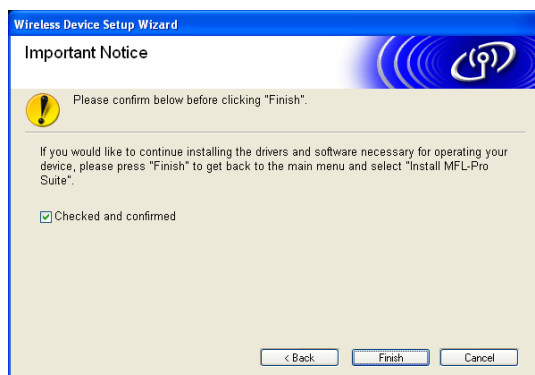 Wireless Device Setup Wizard
Important Notice
Please confirm below before clicking "Finish".
If you would like to continue installing the drivers and software necessary for operating your
device, please press "Finish" to get back to the main menu and select "Install MFL-Pro
Suite".
Checked and confirmed
< Back
Finish
Cancel